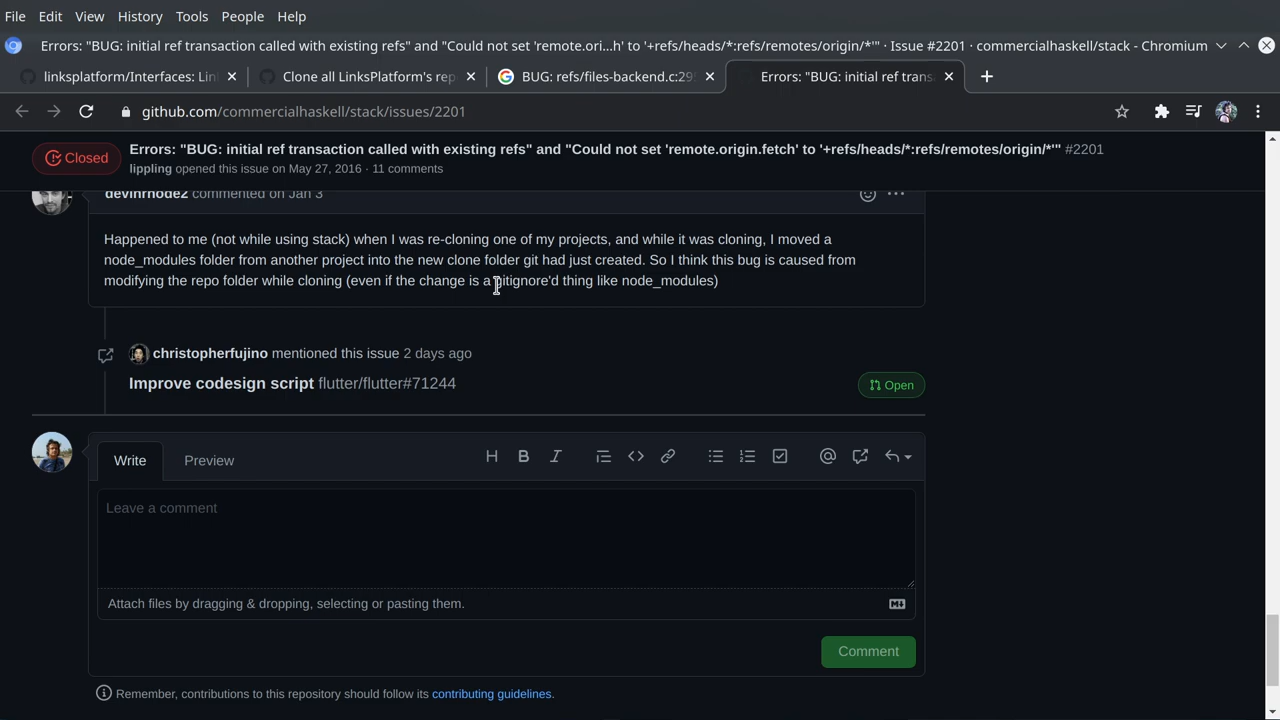 File Edit View History Tools People Help
Errors: "BUG: initial ref transaction called with existing refs" and "Could not set 'remote.ori...h' to '+refs/heads/*:refs/remotes/origin/*'" · Issue #2201 · commercialhaskell/stack - Chromium
linksplatform/Interfaces: Lin
Clone all LinksPlatform's rep
BUG: refs/files-backend.c:29
Errors: "BUG: initial ref trans
github.com/commercialhaskell/stack/issues/2201
Closed
Errors: "BUG: initial ref transaction called with existing refs" and "Could not set 'remote.origin.fetch' to '+refs/heads/*:refs/remotes/origin/*'" #2201
lippling opened this issue on May 27, 2016 · 11 comments
devinrhode2 commented on Jan 3
Happened to me (not while using stack) when I was re-cloning one of my projects, and while it was cloning, I moved a
node_modules folder from another project into the new clone folder git had just created. So I think this bug is caused from
modifying the repo folder while cloning (even if the change is a gitignore'd thing like node_modules)
christopherfujino mentioned this issue 2 days ago
Improve codesign script flutter/flutter#71244
Open
Write Preview
Leave a comment
Attach files by dragging & dropping, selecting or pasting them.
Comment
Remember, contributions to this repository should follow its contributing guidelines.